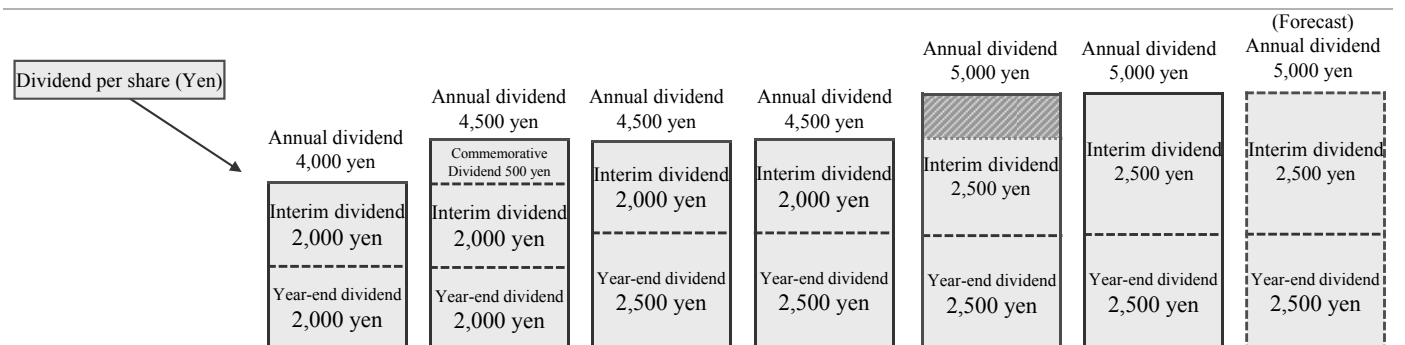 Dividend per share (Yen)
Annual dividend
4,000 yen
Interim dividend
2,000 yen
Year-end dividend
2,000 yen
Annual dividend
4,500 yen
Commemorative
Dividend 500 yen
Interim dividend
2,000 yen
Year-end dividend
2,000 yen
Annual dividend
4,500 yen
Interim dividend
2,000 yen
Year-end dividend
2,500 yen
Annual dividend
4,500 yen
Interim dividend
2,000 yen
Year-end dividend
2,500 yen
Annual dividend
5,000 yen
Interim dividend
2,500 yen
Year-end dividend
2,500 yen
Annual dividend
5,000 yen
Interim dividend
2,500 yen
Year-end dividend
2,500 yen
(Forecast)
Annual dividend
5,000 yen
Interim dividend
2,500 yen
Year-end dividend
2,500 yen